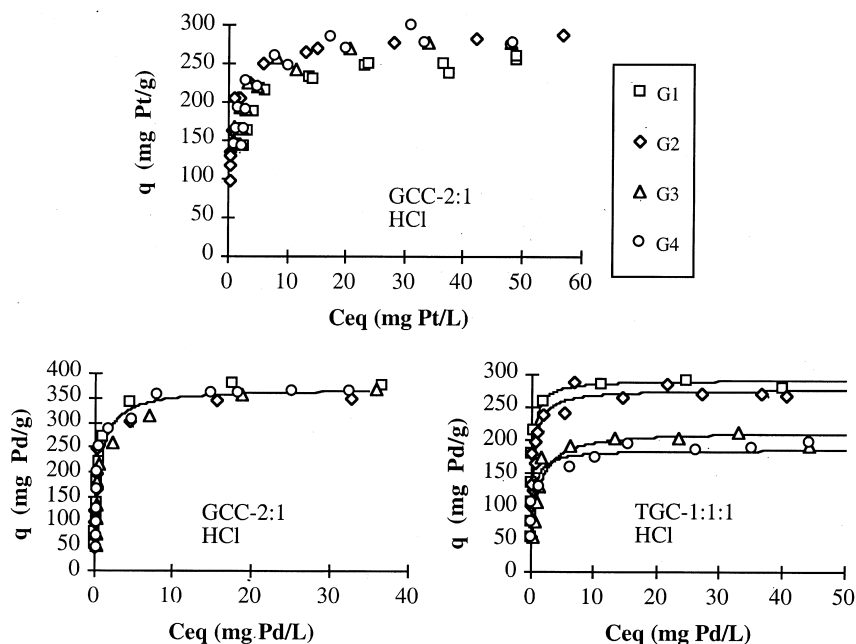 300
250
200
150
100
50
0
q (mg Pt/g)
GCC-2:1
HCl
0 10 20 30 40 50 60
Ceq (mg Pt/L)
G1
G2
G3
G4
400
350
300
250
200
150
100
50
0
q (mg Pd/g)
GCC-2:1
HCl
0 10 20 30 40
Ceq (mg Pd/L)
300
250
200
150
100
50
0
q (mg Pd/g)
TGC-1:1:1
HCl
0 10 20 30 40 50
Ceq (mg Pd/L)